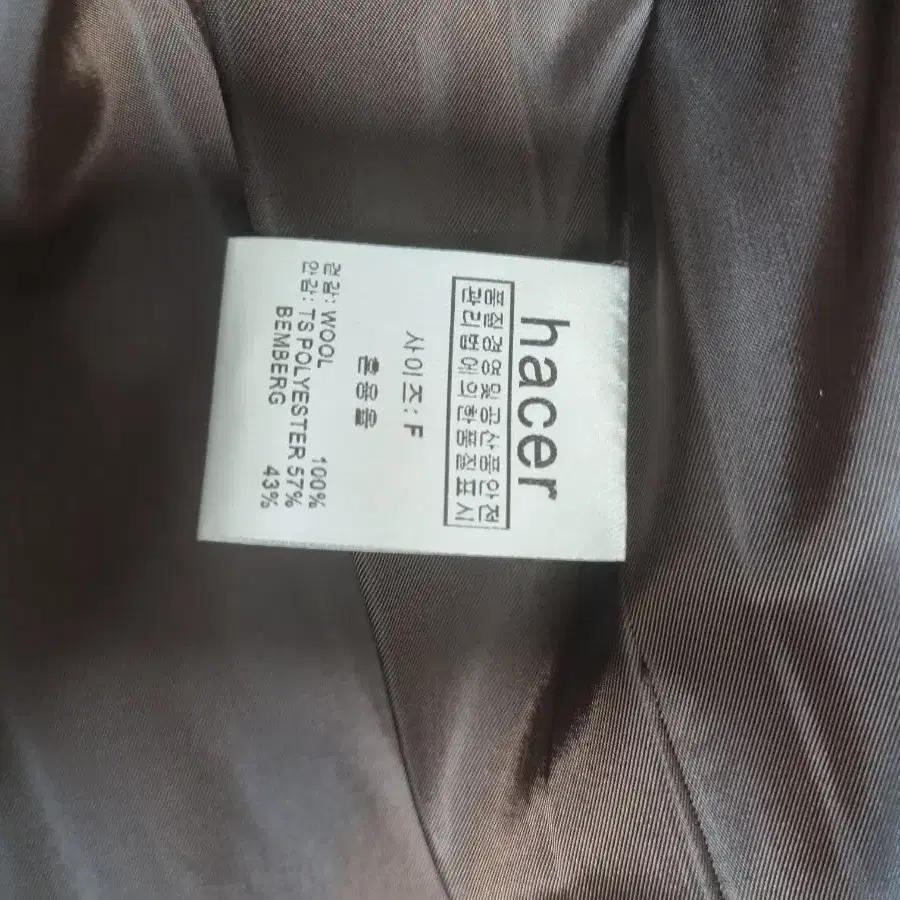 hacer
품질경영및공산품안전
관리법에의한품질표시
사이즈: F
혼용율
겉감: WOOL 100%
안감: TS POLYESTER 57%
BEMBERG 43%